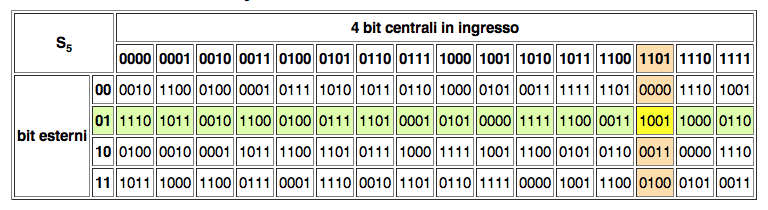 S5 4 bit centrali in ingresso
0000 0001 0010 0011 0100 0101 0110 0111 1000 1001 1010 1011 1100 1101 1110 1111
bit esterni
00 0010 1100 0100 0001 0111 1010 1011 0110 1000 0101 0011 1111 1101 0000 1110 1001
01 1110 1011 0010 1100 0100 0111 1101 0001 0101 0000 1111 1100 0011 1001 1000 0110
10 0100 0010 0001 1011 1100 1101 0111 1000 1111 1001 1100 0101 0110 0011 0000 1110
11 1011 1000 1100 0111 0001 1110 0010 1101 0110 1111 0000 1001 1100 0100 0101 0011